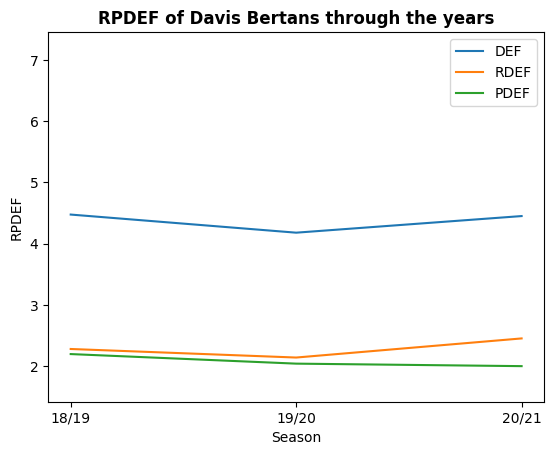 RPDEF of Davis Bertans through the years
DEF
RDEF
PDEF
7
6
5
4
3
2
RPDEF
18/19
19/20
20/21
Season